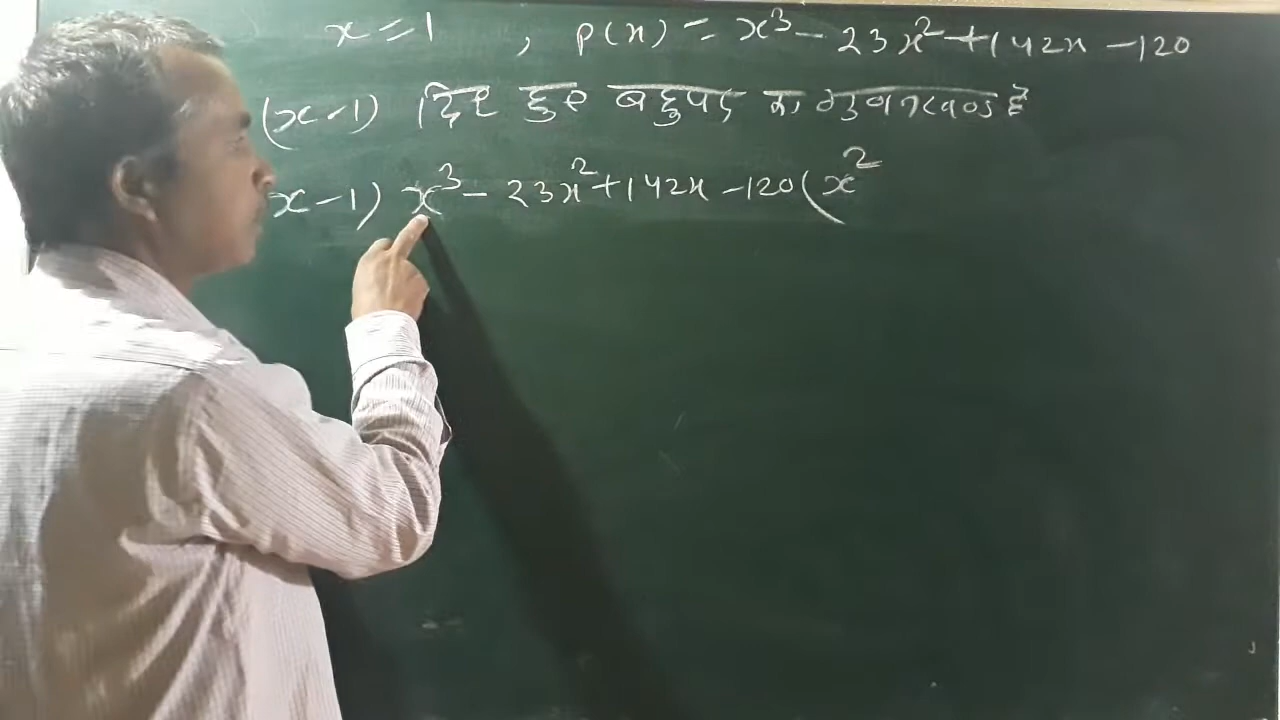 x = 1 , p(x) = x³ - 23x² + 142x - 120
(x - 1) दिए हुए बहुपद का गुणनखण्ड है
x - 1) x³ - 23x² + 142x - 120 ( x²